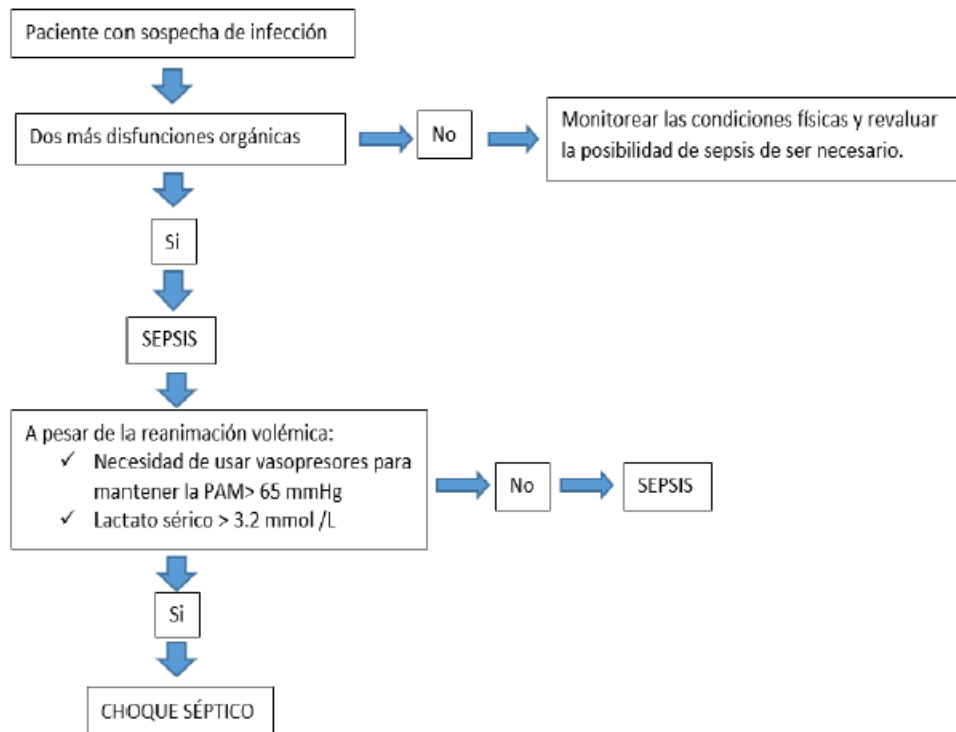 Paciente con sospecha de infección
Dos más disfunciones orgánicas
No
Monitorear las condiciones físicas y revaluar
la posibilidad de sepsis de ser necesario.
Si
SEPSIS
A pesar de la reanimación volémica:
✓ Necesidad de usar vasopresores para
mantener la PAM> 65 mmHg
✓ Lactato sérico > 3.2 mmol /L
No
SEPSIS
Si
CHOQUE SÉPTICO